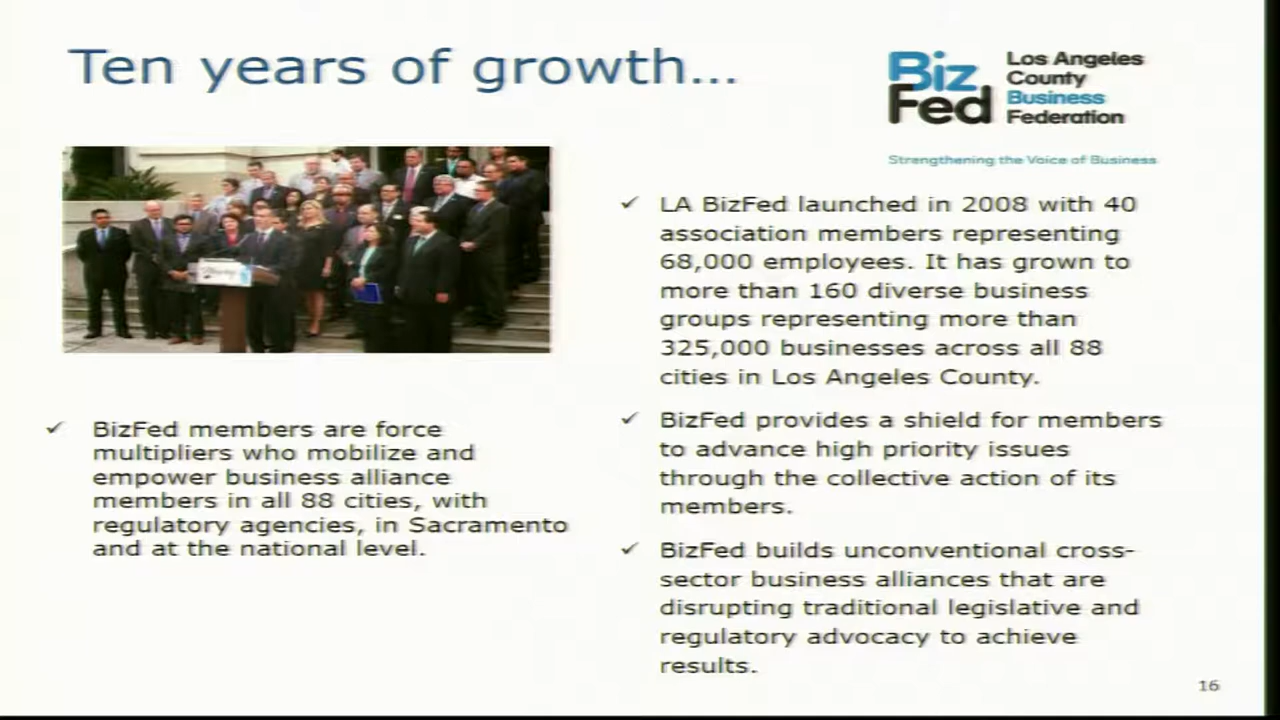 Ten years of growth...
Biz
Fed
Los Angeles
County
Business
Federation
Strengthening the Voice of Business
✓ BizFed members are force
multipliers who mobilize and
empower business alliance
members in all 88 cities, with
regulatory agencies, in Sacramento
and at the national level.
✓ LA BizFed launched in 2008 with 40
association members representing
68,000 employees. It has grown to
more than 160 diverse business
groups representing more than
325,000 businesses across all 88
cities in Los Angeles County.
✓ BizFed provides a shield for members
to advance high priority issues
through the collective action of its
members.
✓ BizFed builds unconventional cross-
sector business alliances that are
disrupting traditional legislative and
regulatory advocacy to achieve
results.
16